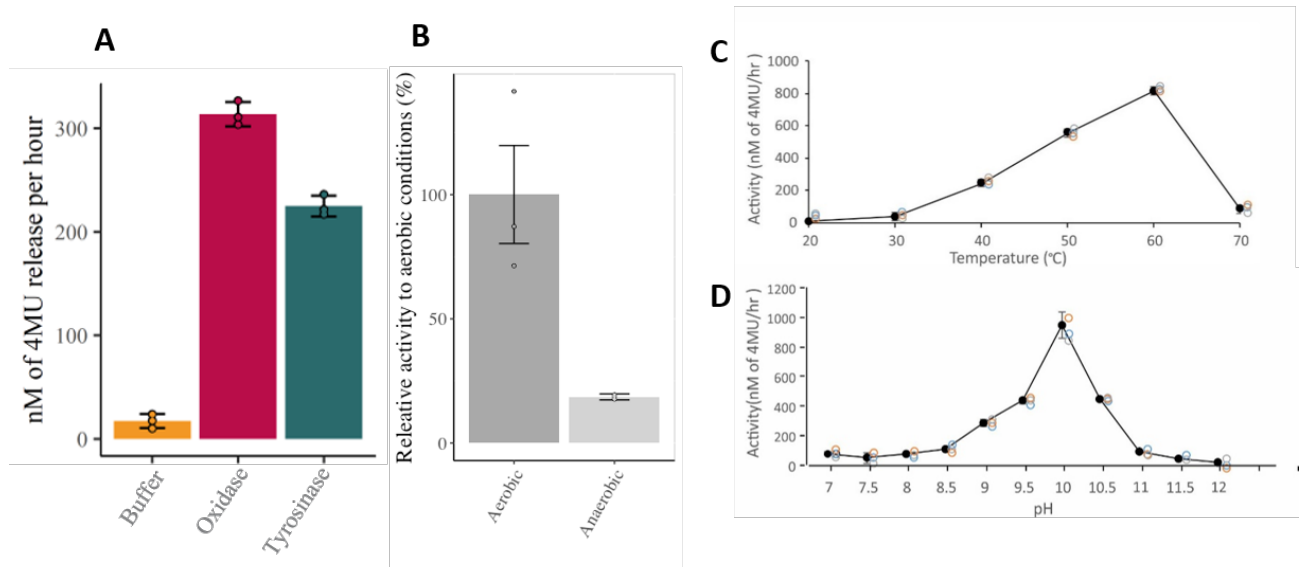 A
nM of 4MU release per hour
300
200
100
0
Buffer
Oxidase
Tyrosinase
B
Releative activity to aerobic conditions (%)
100
50
0
Aerobic
Anaerobic
C
Activity (nM of 4MU/hr )
1000
800
600
400
200
0
20 30 40 50 60 70
Temperature (°C)
D
Activity(nM of 4MU/hr )
1200
1000
800
600
400
200
0
7 7.5 8 8.5 9 9.5 10 10.5 11 11.5 12
pH